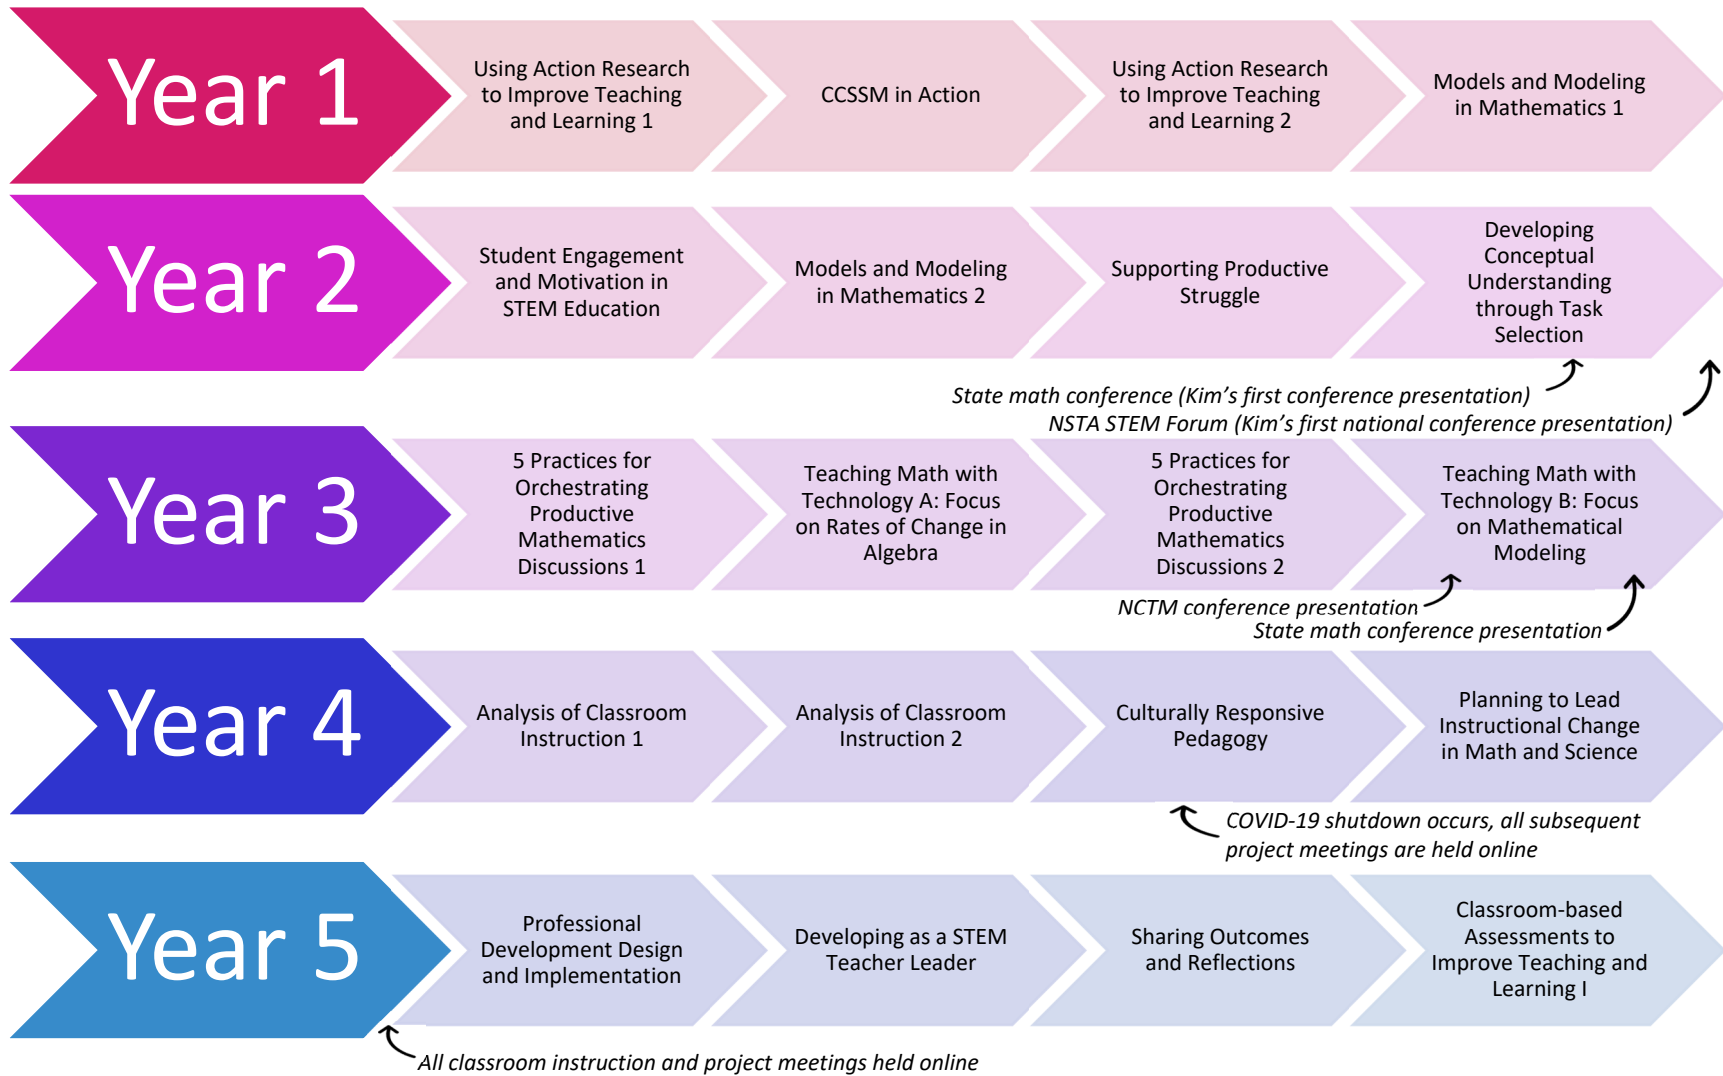 Year 1
Using Action Research
to Improve Teaching
and Learning 1
CCSSM in Action
Using Action Research
to Improve Teaching
and Learning 2
Models and Modeling
in Mathematics 1
Year 2
Student Engagement
and Motivation in
STEM Education
Models and Modeling
in Mathematics 2
Supporting Productive
Struggle
Developing
Conceptual
Understanding
through Task
Selection
State math conference (Kim’s first conference presentation)
NSTA STEM Forum (Kim’s first national conference presentation)
Year 3
5 Practices for
Orchestrating
Productive
Mathematics
Discussions 1
Teaching Math with
Technology A: Focus
on Rates of Change in
Algebra
5 Practices for
Orchestrating
Productive
Mathematics
Discussions 2
Teaching Math with
Technology B: Focus
on Mathematical
Modeling
NCTM conference presentation
State math conference presentation
Year 4
Analysis of Classroom
Instruction 1
Analysis of Classroom
Instruction 2
Culturally Responsive
Pedagogy
Planning to Lead
Instructional Change
in Math and Science
COVID-19 shutdown occurs, all subsequent
project meetings are held online
Year 5
Professional
Development Design
and Implementation
Developing as a STEM
Teacher Leader
Sharing Outcomes
and Reflections
Classroom-based
Assessments to
Improve Teaching and
Learning I
All classroom instruction and project meetings held online